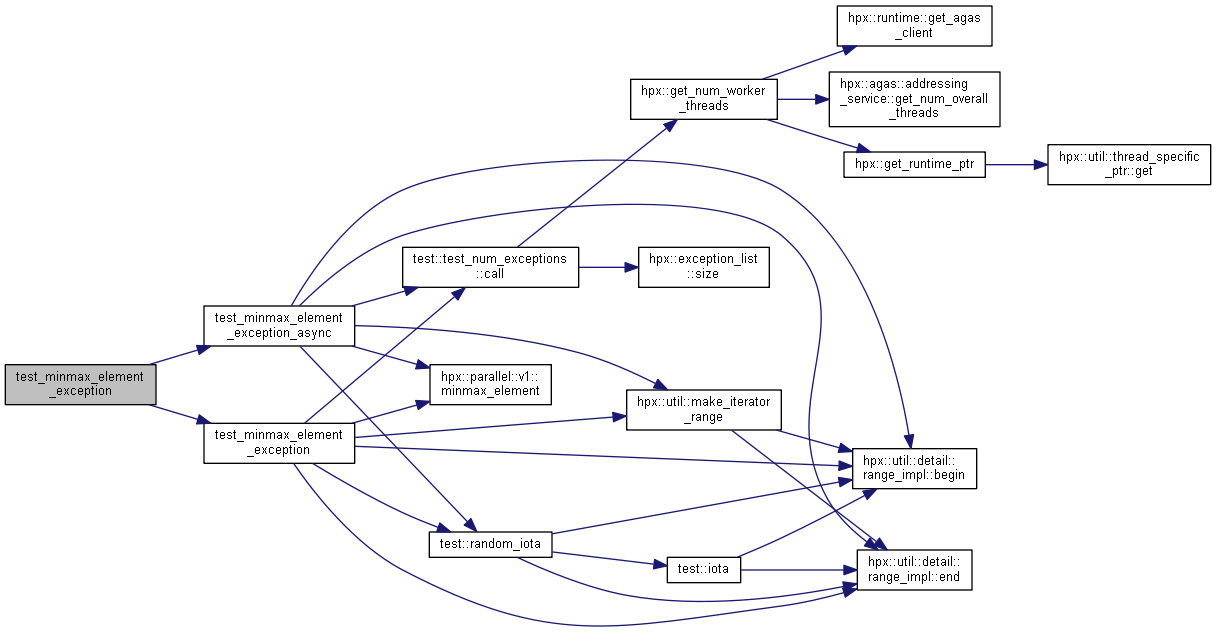 hpx::runtime::get_agas
_client
hpx::get_num_worker
_threads
hpx::agas::addressing
_service::get_num_overall
_threads
hpx::get_runtime_ptr
hpx::util::thread_specific
_ptr::get
test::test_num_exceptions
::call
hpx::exception_list
::size
test_minmax_element
_exception_async
test_minmax_element
_exception
hpx::parallel::v1::
minmax_element
hpx::util::make_iterator
_range
test_minmax_element
_exception
hpx::util::detail::
range_impl::begin
test::random_iota
test::iota
hpx::util::detail::
range_impl::end